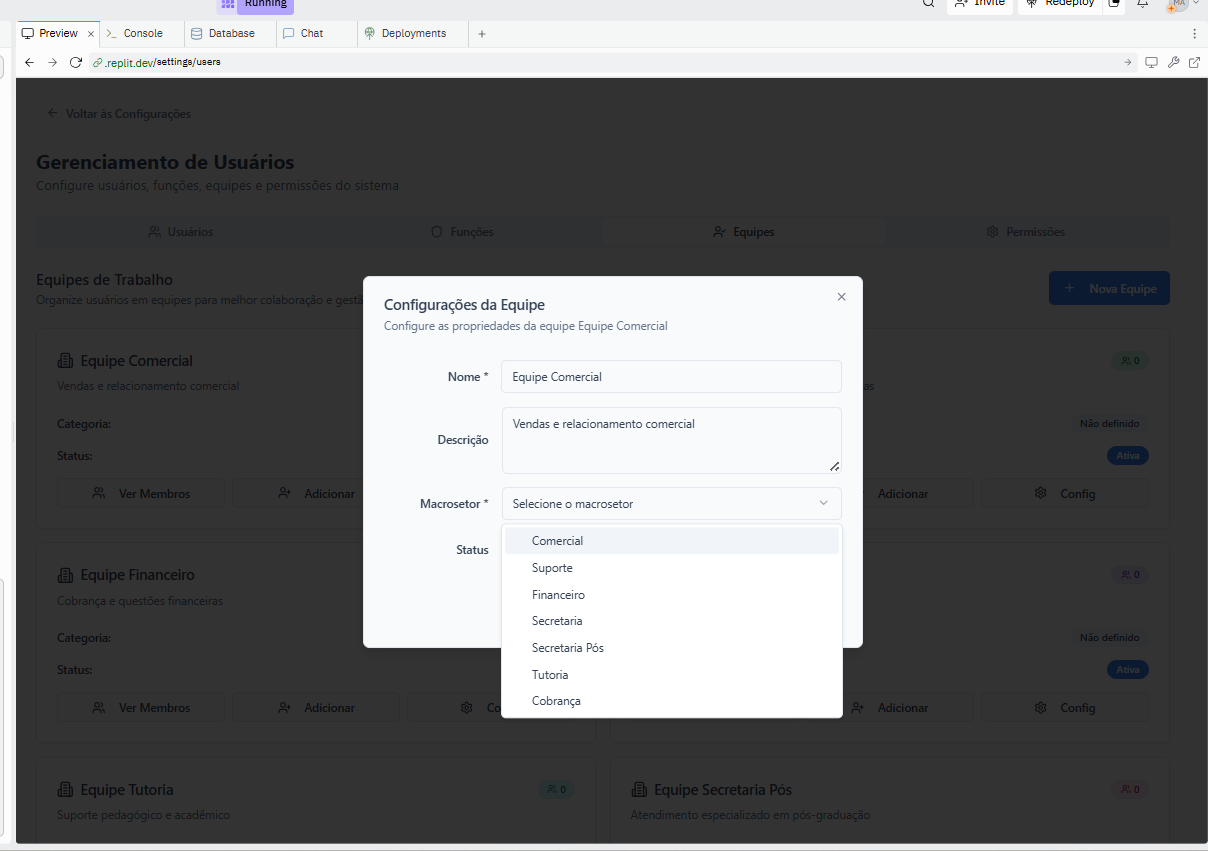 Running
Invite
Redeploy
MA
Preview
Console
Database
Chat
Deployments
.replit.dev/settings/users
Voltar às Configurações
Gerenciamento de Usuários
Configure usuários, funções, equipes e permissões do sistema
Usuários
Funções
Equipes
Permissões
Equipes de Trabalho
Organize usuários em equipes para melhor colaboração e gestã
Nova Equipe
Configurações da Equipe
Configure as propriedades da equipe Equipe Comercial
Nome *
Equipe Comercial
Descrição
Vendas e relacionamento comercial
Macrosetor *
Selecione o macrosetor
Status
Comercial
Suporte
Financeiro
Secretaria
Secretaria Pós
Tutoria
Cobrança
Equipe Comercial
Vendas e relacionamento comercial
Categoria:
Status:
Ver Membros
Adicionar
0
as
Não definido
Ativa
Adicionar
Config
Equipe Financeiro
Cobrança e questões financeiras
Categoria:
Status:
Ver Membros
Adicionar
Co
0
Não definido
Ativa
Adicionar
Config
Equipe Tutoria
0
Suporte pedagógico e acadêmico
Equipe Secretaria Pós
0
Atendimento especializado em pós-graduação